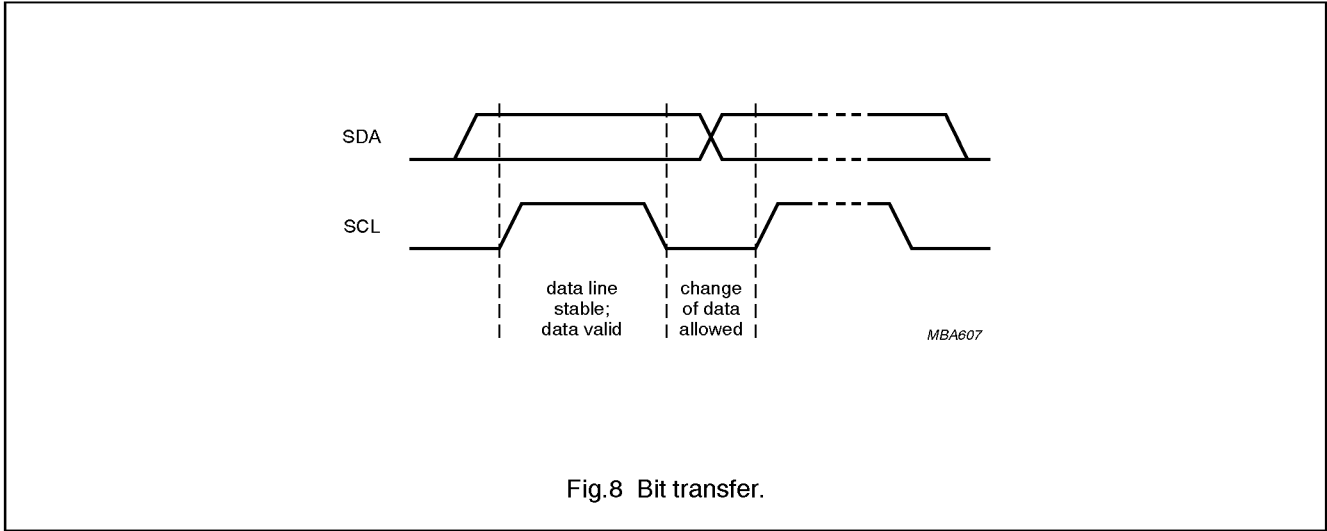 SDA
SCL
data line
stable;
data valid
change
of data
allowed
MBA607
Fig.8 Bit transfer.